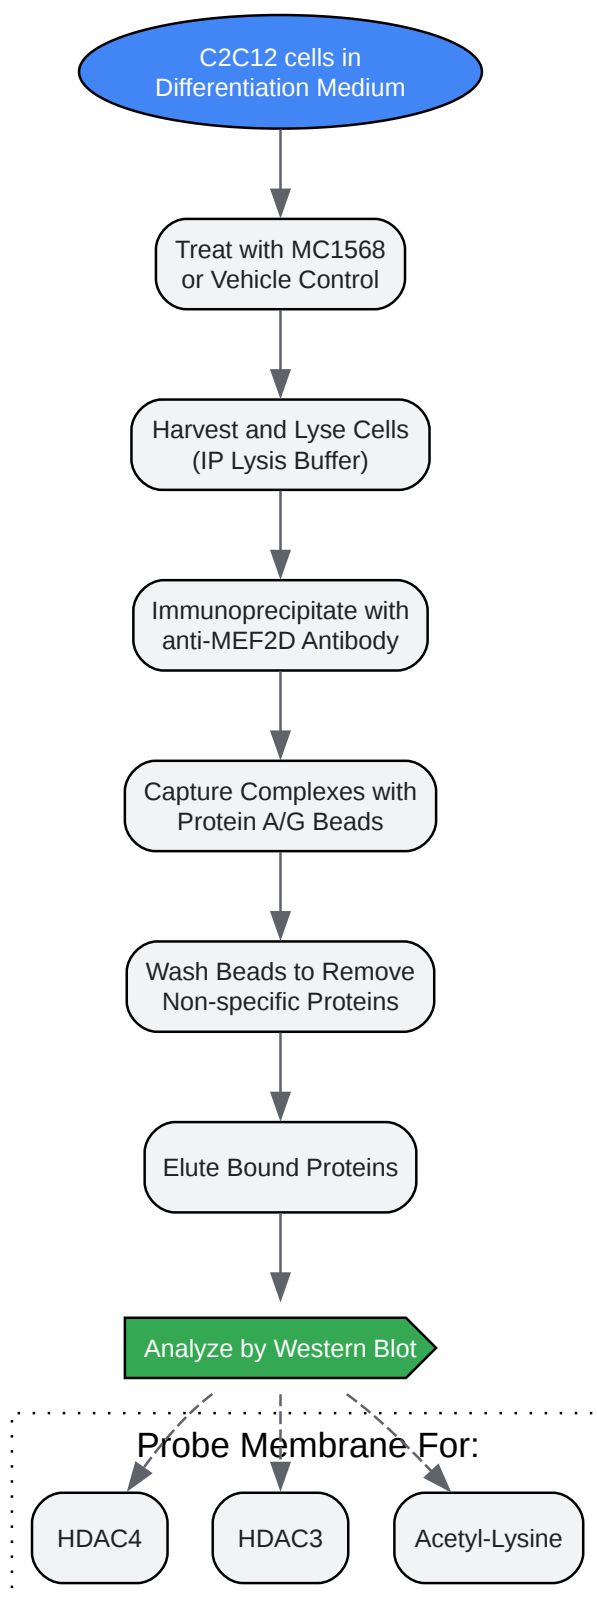 C2C12 cells in
Differentiation Medium
Treat with MC1568
or Vehicle Control
Harvest and Lyse Cells
(IP Lysis Buffer)
Immunoprecipitate with
anti-MEF2D Antibody
Capture Complexes with
Protein A/G Beads
Wash Beads to Remove
Non-specific Proteins
Elute Bound Proteins
Analyze by Western Blot
Probe Membrane For:
HDAC4
HDAC3
Acetyl-Lysine